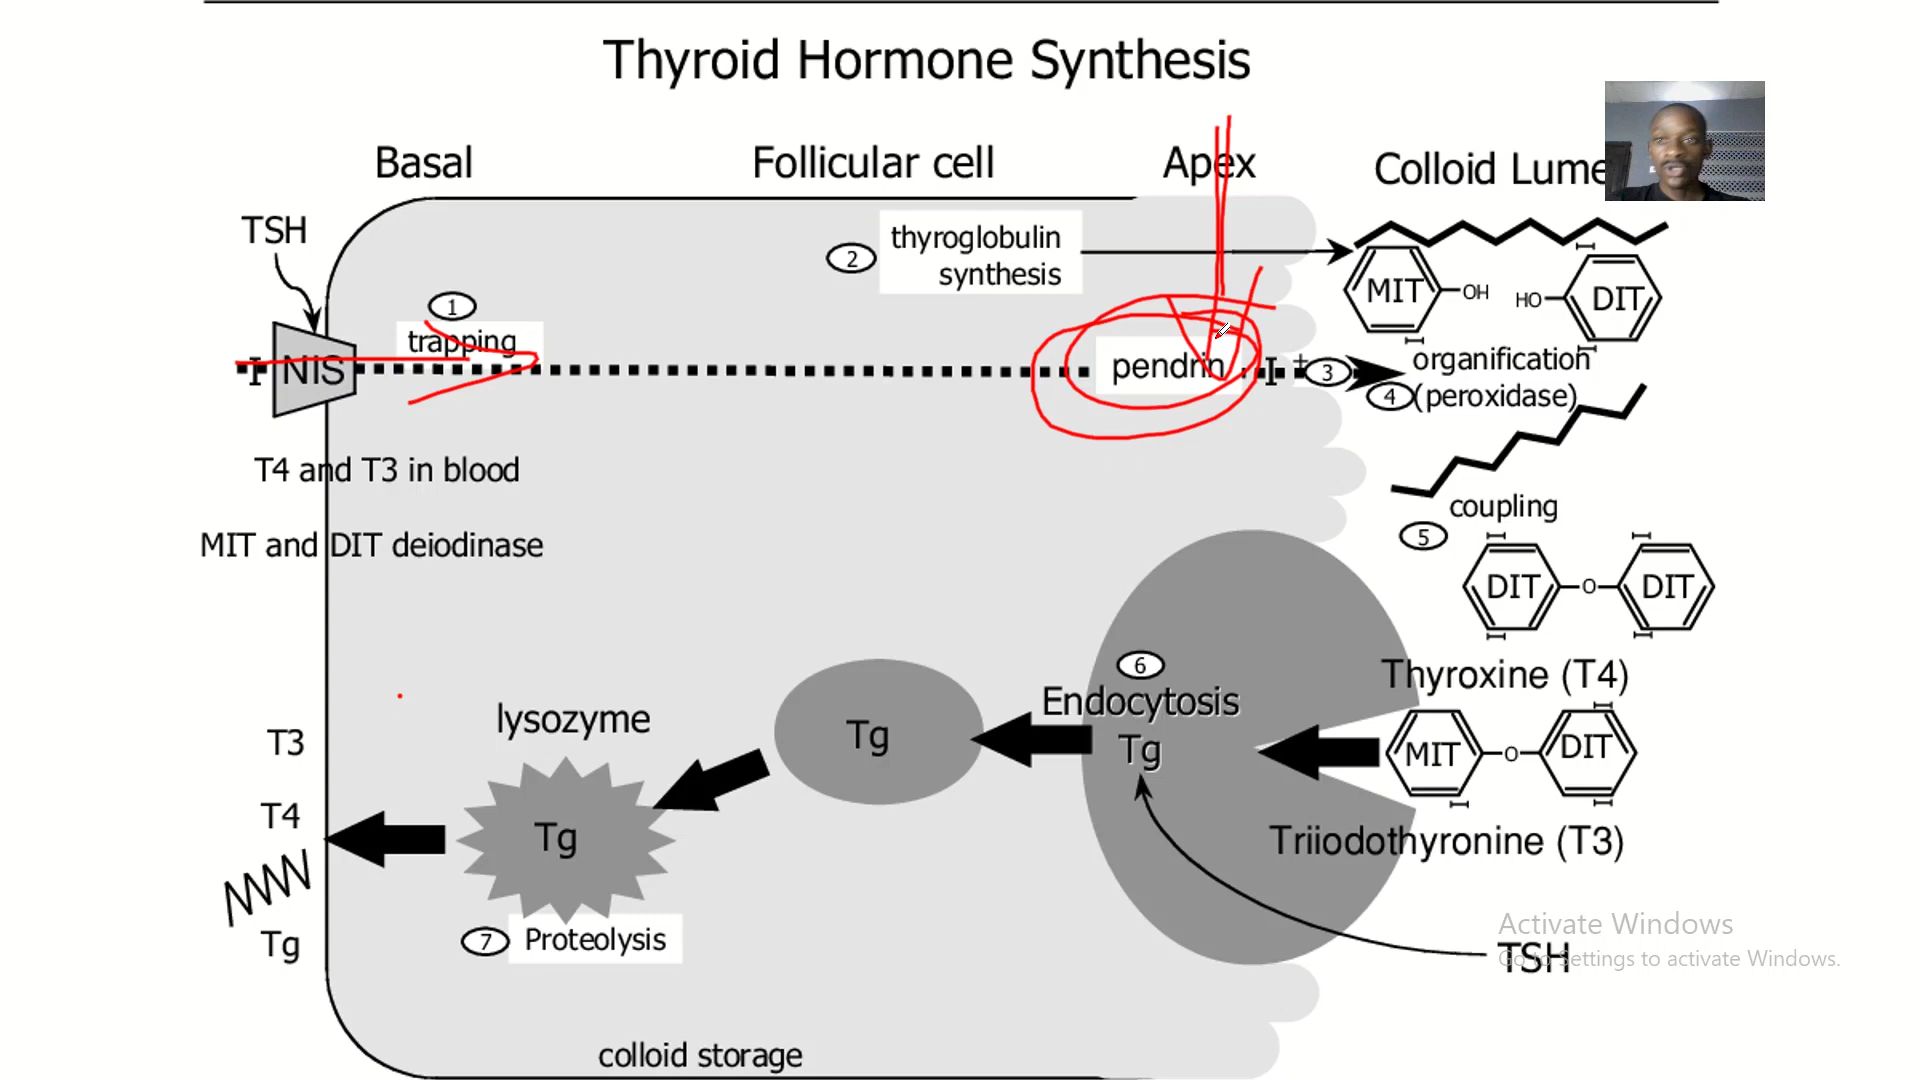 Thyroid Hormone Synthesis
Basal
Follicular cell
Apex
Colloid Lume
TSH
1
trapping
I
NIS
2
thyroglobulin
synthesis
pendrin
I ±
3
MIT
OH
HO
DIT
I
I
I
organification
4
(peroxidase)
T4 and T3 in blood
MIT and DIT deiodinase
coupling
5
I
I
DIT
O
DIT
I
I
Thyroxine (T4)
6
Endocytosis
Tg
Tg
I
MIT
O
DIT
I
I
Triiodothyronine (T3)
lysozyme
T3
T4
Tg
Tg
7
Proteolysis
TSH
Activate Windows
Go to Settings to activate Windows.
colloid storage